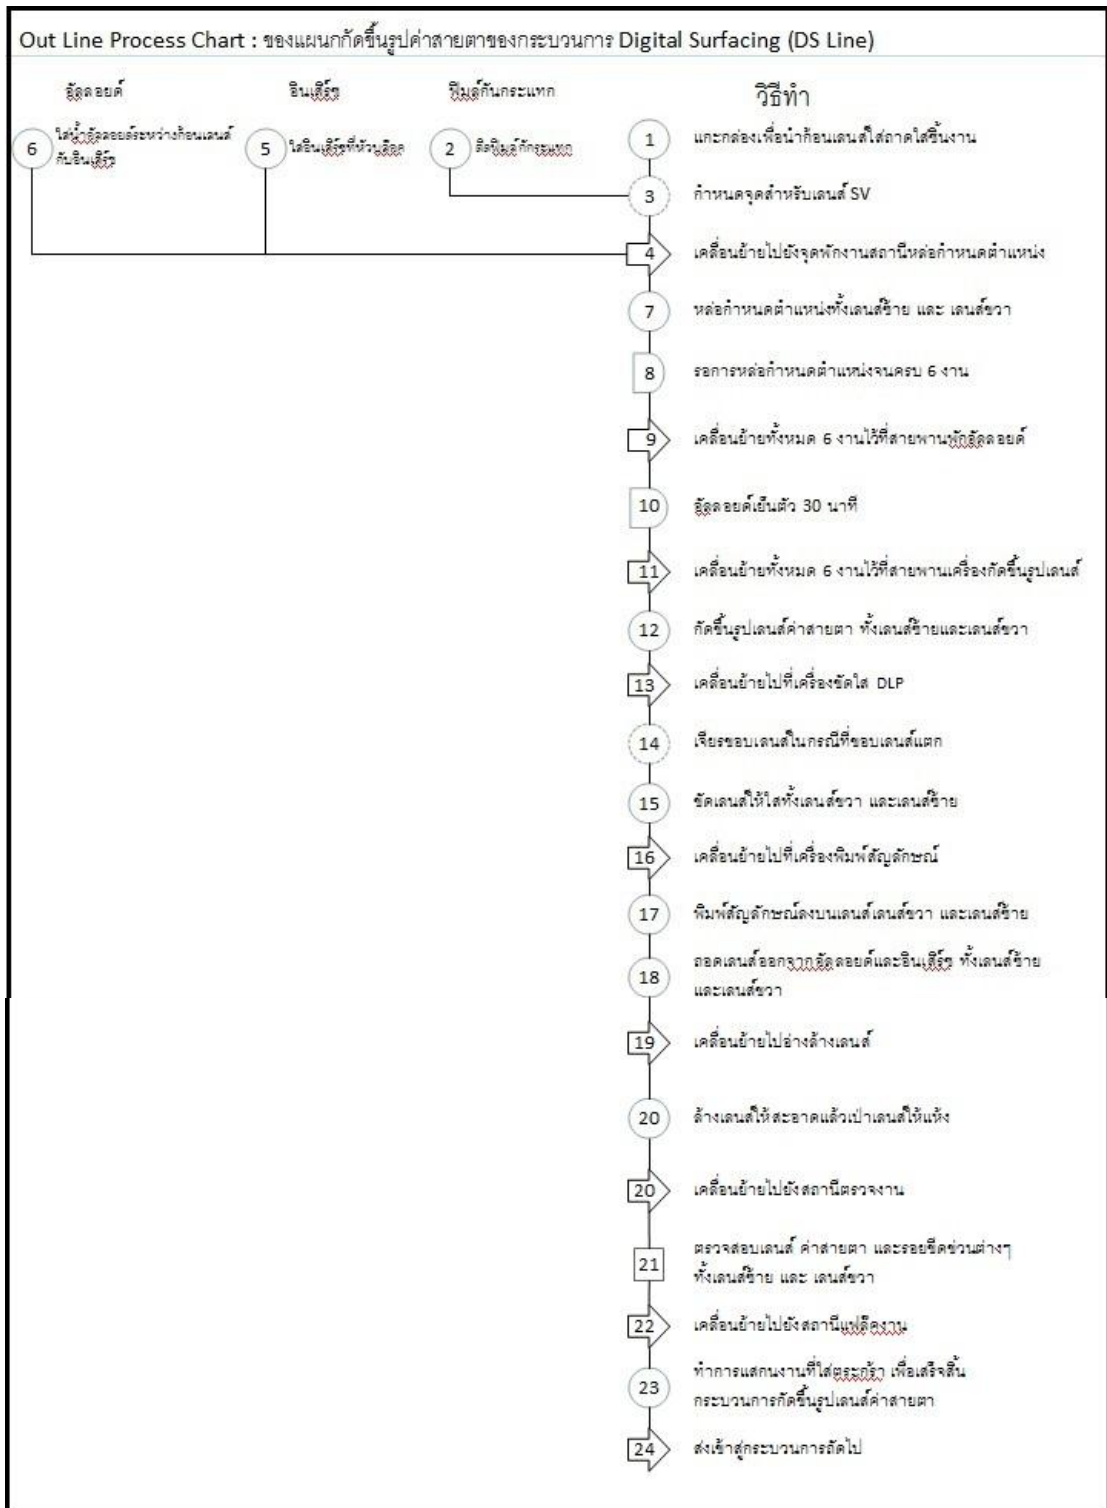 Out Line Process Chart : ของแผนกกัดขึ้นรูปค่าสายตาของกระบวนการ Digital Surfacing (DS Line)
อัลลอยด์ อินเสิร์ซ ฟิมล์กันกระแทก วิธีทำ
6 ใส่น้ำอัลลอยด์ระหว่างก้อนเลนส์
กับอินเสิร์ซ
5 ใส่อินเสิร์ซที่หัวบล๊อค
2 ติดฟิมล์กักระแทก
1 แกะกล่องเพื่อนำก้อนเลนส์ใส่ถาดใส่ชิ้นงาน
3 กำหนดจุดสำหรับเลนส์ SV
4 เคลื่อนย้ายไปยังจุดพักงานสถานีหล่อกำหนดตำแหน่ง
7 หล่อกำหนดตำแหน่งทั้งเลนส์ซ้าย และ เลนส์ขวา
8 รอการหล่อกำหนดตำแหน่งจนครบ 6 งาน
9 เคลื่อนย้ายทั้งหมด 6 งานไว้ที่สายพานพักอัลลอยด์
10 อัลลอยด์เย็นตัว 30 นาที
11 เคลื่อนย้ายทั้งหมด 6 งานไว้ที่สายพานเครื่องกัดขึ้นรูปเลนส์
12 กัดขึ้นรูปเลนส์ค่าสายตา ทั้งเลนส์ซ้ายและเลนส์ขวา
13 เคลื่อนย้ายไปที่เครื่องขัดใส DLP
14 เจียรขอบเลนส์ในกรณีที่ขอบเลนส์แตก
15 ขัดเลนส์ให้ใสทั้งเลนส์ขวา และเลนส์ซ้าย
16 เคลื่อนย้ายไปที่เครื่องพิมพ์สัญลักษณ์
17 พิมพ์สัญลักษณ์ลงบนเลนส์เลนส์ขวา และเลนส์ซ้าย
18 ถอดเลนส์ออกจากอัลลอยด์และอินเสิร์ซ ทั้งเลนส์ซ้าย
และเลนส์ขวา
19 เคลื่อนย้ายไปอ่างล้างเลนส์
20 ล้างเลนส์ให้สะอาดแล้วเป่าเลนส์ให้แห้ง
20 เคลื่อนย้ายไปยังสถานีตรวจงาน
21 ตรวจสอบเลนส์ ค่าสายตา และรอยขีดข่วนต่างๆ
ทั้งเลนส์ซ้าย และ เลนส์ขวา
22 เคลื่อนย้ายไปยังสถานีแฟล๊คงาน
23 ทำการแสกนงานที่ใส่ตระกร้า เพื่อเสร็จสิ้น
กระบวนการกัดขึ้นรูปเลนส์ค่าสายตา
24 ส่งเข้าสู่กระบวนการถัดไป